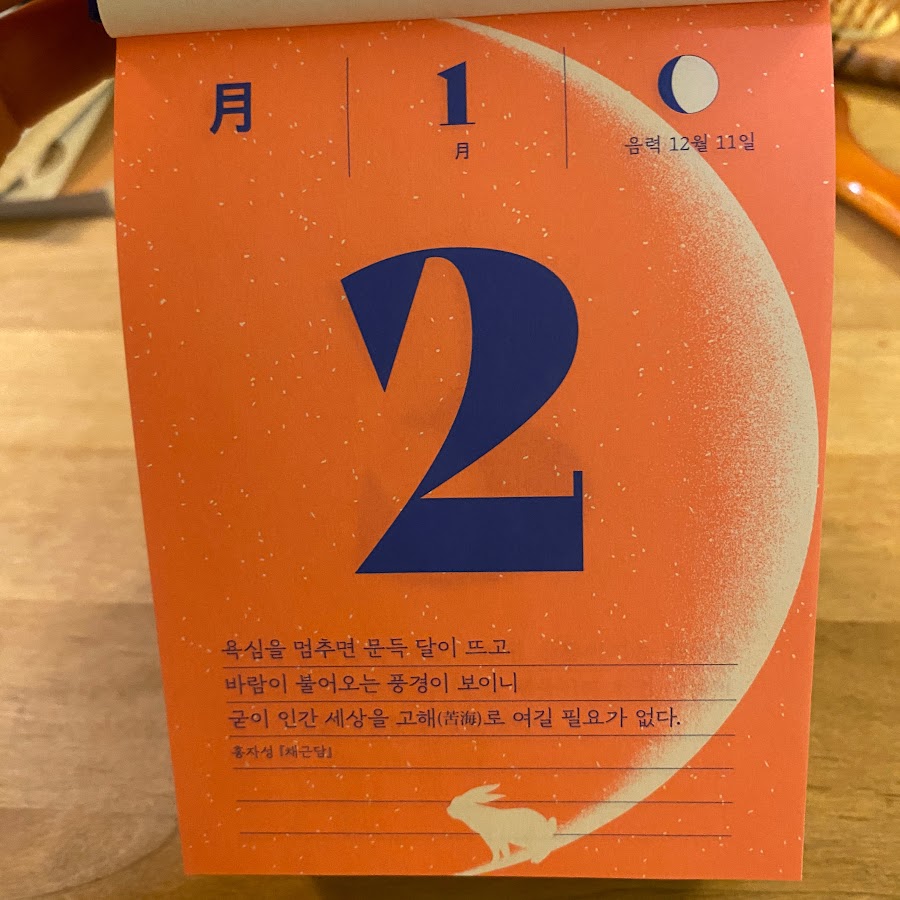 月
1
月
음력 12월 11일
2
욕심을 멈추면 문득 달이 뜨고
바람이 불어오는 풍경이 보이니
굳이 인간 세상을 고해(苦海)로 여길 필요가 없다.
홍자성 『채근담』